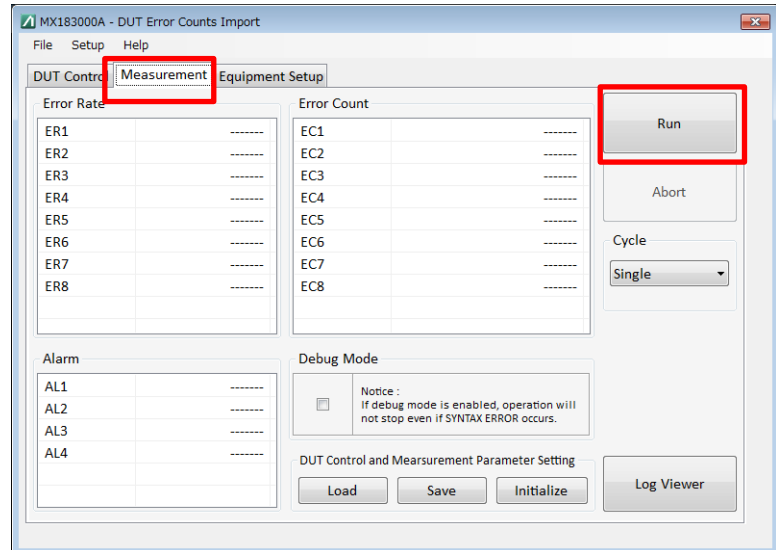 MX183000A - DUT Error Counts Import
File Setup Help
DUT Control Measurement Equipment Setup
Error Rate
ER1 -------
ER2 -------
ER3 -------
ER4 -------
ER5 -------
ER6 -------
ER7 -------
ER8 -------
Error Count
EC1 -------
EC2 -------
EC3 -------
EC4 -------
EC5 -------
EC6 -------
EC7 -------
EC8 -------
Run
Abort
Cycle
Single
Alarm
AL1 -------
AL2 -------
AL3 -------
AL4 -------
Debug Mode
Notice :
If debug mode is enabled, operation will
not stop even if SYNTAX ERROR occurs.
DUT Control and Mearsurement Parameter Setting
Load Save Initialize
Log Viewer